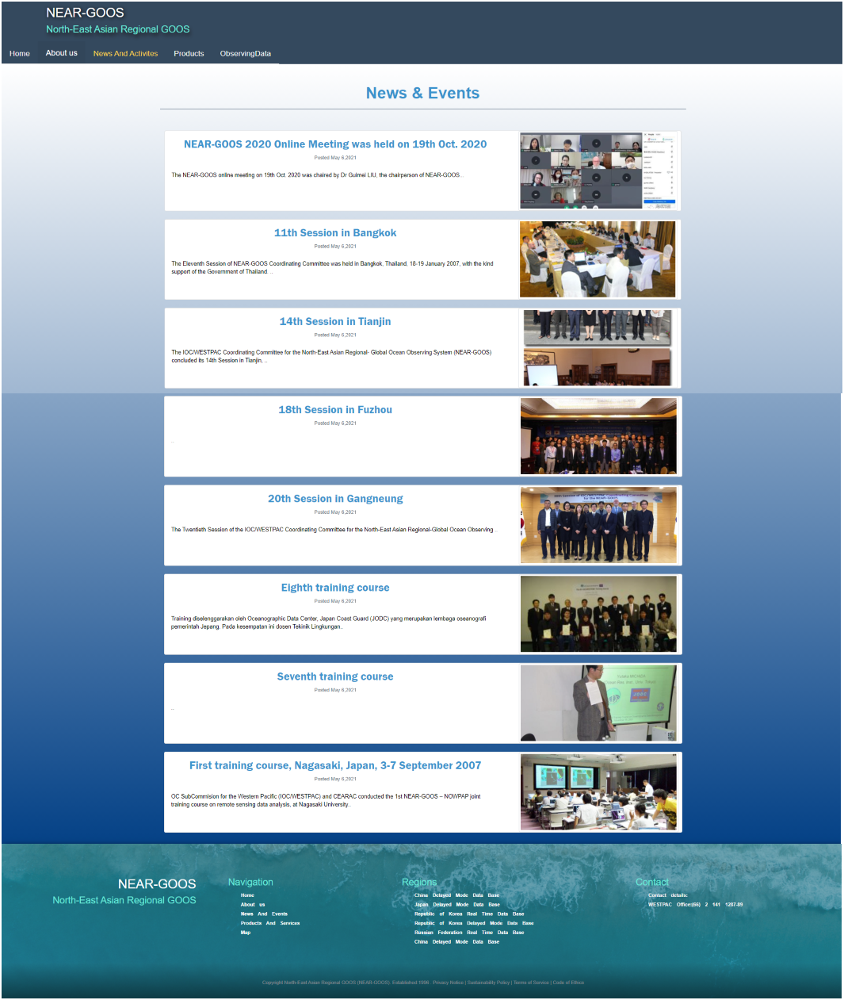 NEAR-GOOS
North-East Asian Regional GOOS
Home About us News And Activites Products ObservingData
News & Events
NEAR-GOOS 2020 Online Meeting was held on 19th Oct. 2020
Posted May 6,2021
The NEAR-GOOS online meeting on 19th Oct. 2020 was chaired by Dr Guimei LIU, the chairperson of NEAR-GOOS...
11th Session in Bangkok
Posted May 6,2021
The Eleventh Session of NEAR-GOOS Coordinating Committee was held in Bangkok, Thailand, 18-19 January 2007, with the kind
support of the Government of Thailand. ..
14th Session in Tianjin
Posted May 6,2021
The IOC/WESTPAC Coordinating Committee for the North-East Asian Regional- Global Ocean Observing System (NEAR-GOOS)
concluded its 14th Session in Tianjin, ..
18th Session in Fuzhou
Posted May 6,2021
..
20th Session in Gangneung
Posted May 6,2021
The Twentieth Session of the IOC/WESTPAC Coordinating Committee for the North-East Asian Regional-Global Ocean Observing ..
20th Session of IOC/WESTPAC Coordinating Committee
for the NEAR-GOOS
Eighth training course
Posted May 6,2021
Training diselenggarakan oleh Oceanographic Data Center, Japan Coast Guard (JODC) yang merupakan lembaga oseanografi
pemerintah Jepang. Pada kesempatan ini dosen Tekinik Lingkungan..
Seventh training course
Posted May 6,2021
..
JODC
First training course, Nagasaki, Japan, 3-7 September 2007
Posted May 6,2021
OC SubCommision for the Western Pacific (IOC/WESTPAC) and CEARAC conducted the 1st NEAR-GOOS – NOWPAP joint
training course on remote sensing data analysis, at Nagasaki University..
NEAR-GOOS
North-East Asian Regional GOOS
Navigation
Home
About us
News And Events
Products And Services
Map
Regions
China Delayed Mode Data Base
Japan Delayed Mode Data Base
Republic of Korea Real Time Data Base
Republic of Korea Delayed Mode Data Base
Russian Federation Real Time Data Base
China Delayed Mode Data Base
Contact
Contact details:
WESTPAC Office:(66) 2 141 1287-89
Copyright North-East Asian Regional GOOS (NEAR-GOOS). Established:1996 . Privacy Notice | Sustainability Policy | Terms of Service | Code of Ethics